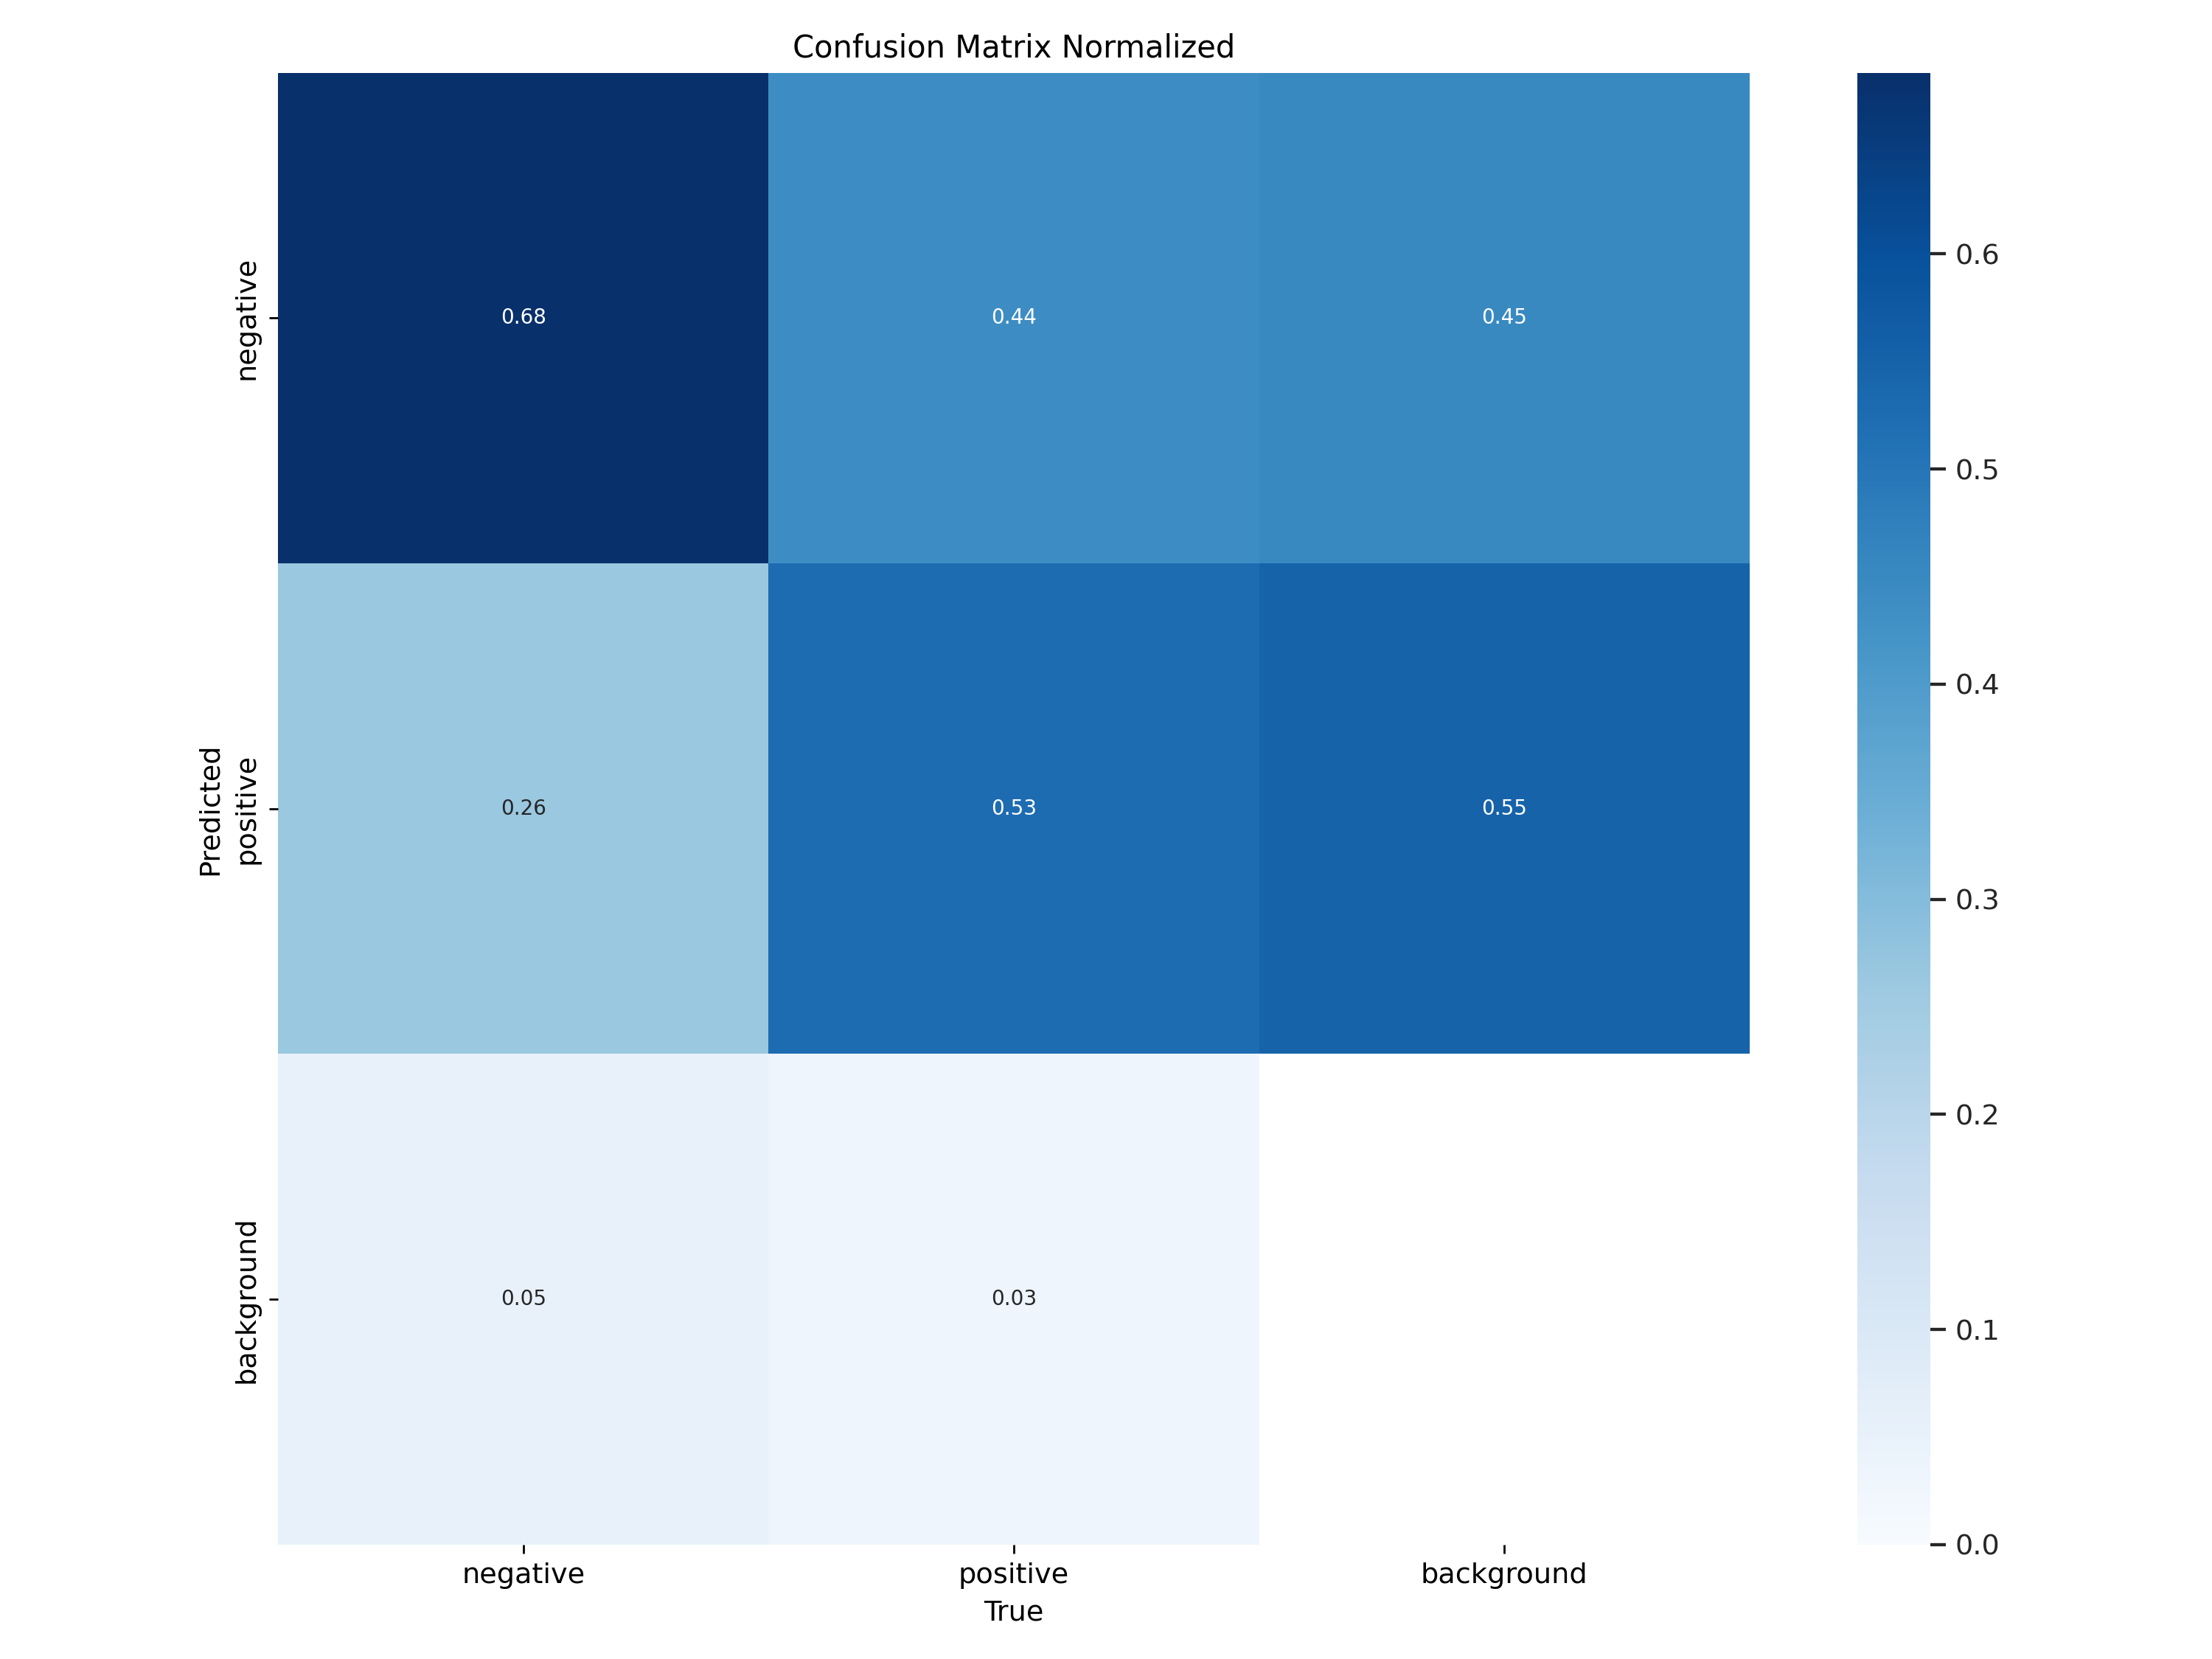 Confusion Matrix Normalized
negative
0.68
0.44
0.45
Predicted
positive
0.26
0.53
0.55
background
0.05
0.03
negative
positive
background
True
0.6
0.5
0.4
0.3
0.2
0.1
0.0